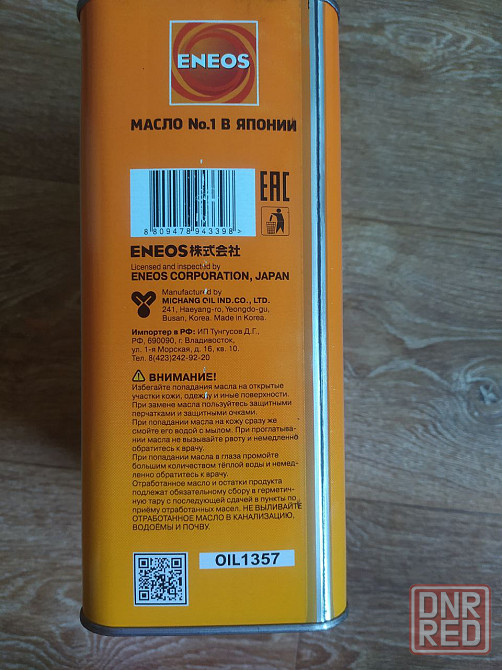 ENEOS
МАСЛО No.1 В ЯПОНИИ
8 809478 943398 >
EAC
ENEOS株式会社
Licensed and inspected by
ENEOS CORPORATION, JAPAN
Manufactured by
MICHANG OIL IND.CO., LTD.
241, Haeyang-ro, Yeongdo-gu,
Busan, Korea. Made in Korea.
Импортер в РФ: ИП Тунгусов Д.Г.,
РФ, 690090, г. Владивосток,
ул. 1-я Морская, д. 16, кв. 10.
Тел. 8(423)242-92-20
ВНИМАНИЕ!
Избегайте попадания масла на открытые
участки кожи, одежду и иные поверхности.
При замене масла пользуйтесь защитными
перчатками и защитными очками.
При попадании масла на кожу сразу же
смойте его водой с мылом. При проглатыва-
нии масла не вызывайте рвоту и немедленно
обратитесь к врачу.
При попадании масла в глаза промойте
большим количеством тёплой воды и немед-
ленно обратитесь к врачу.
Отработанное масло и остатки продукта
подлежат обязательному сбору в герметич-
ную тару с последующей сдачей в пункты по
приёму отработанных масел. НЕ ВЫЛИВАЙТЕ
ОТРАБОТАННОЕ МАСЛО В КАНАЛИЗАЦИЮ,
ВОДОЕМЫ И ПОЧВУ.
OIL1357
DNR
RED